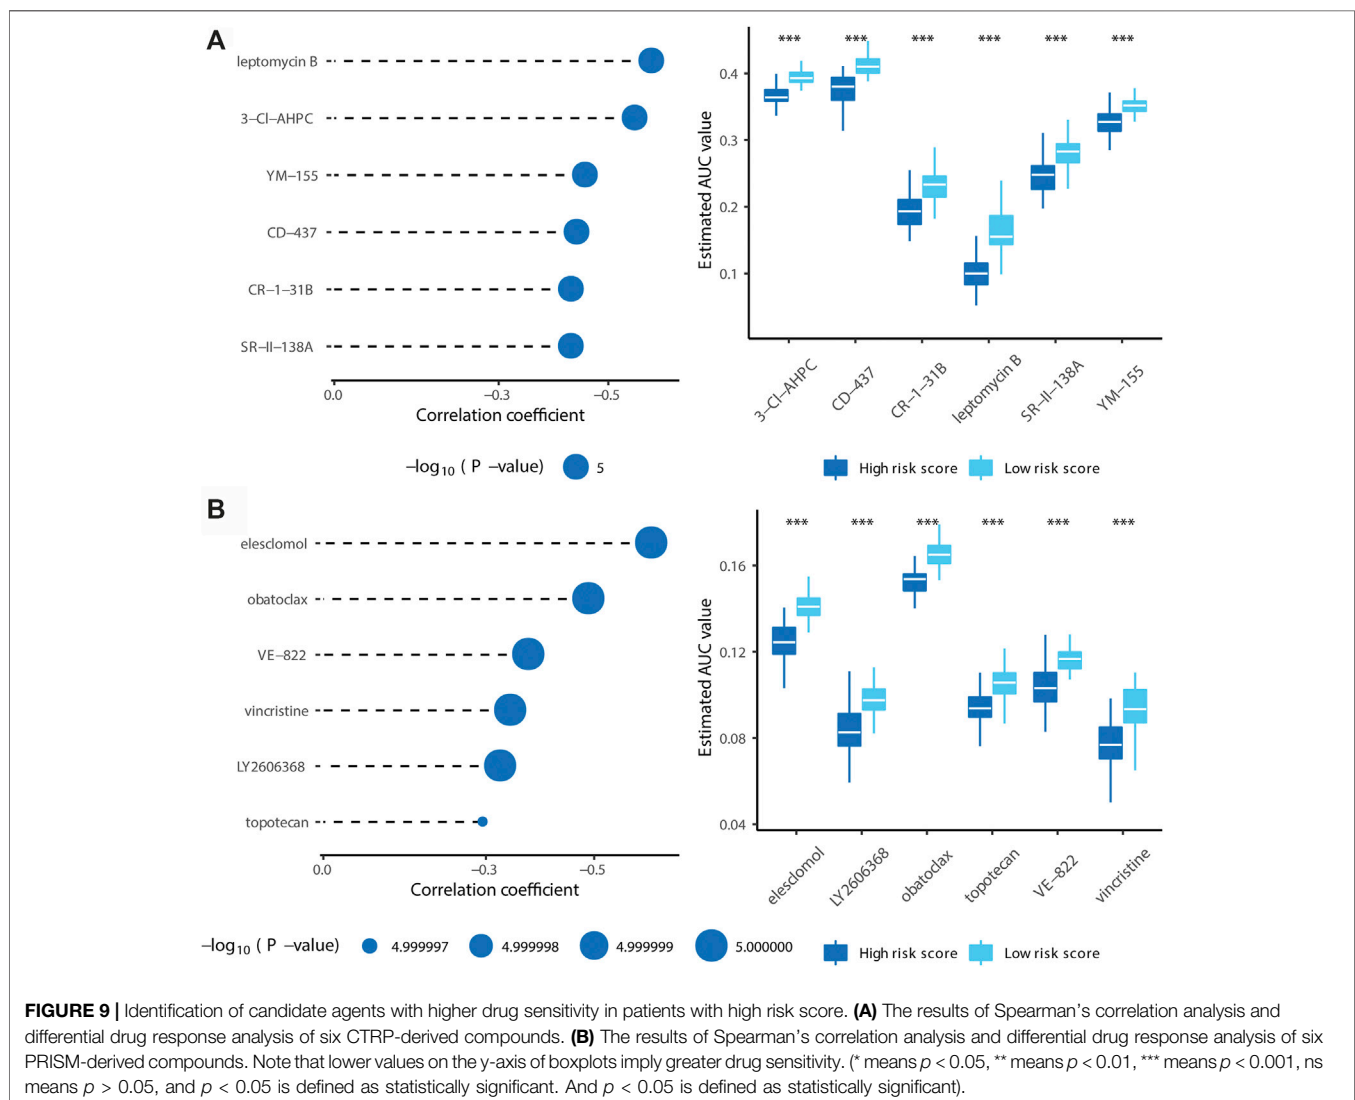 A
leptomycin B
3–Cl–AHPC
YM–155
CD–437
CR–1–31B
SR–II–138A
0.0 –0.3 –0.5
Correlation coefficient
–log10 ( P –value) 5
*** *** *** *** *** ***
0.4
0.3
0.2
0.1
Estimated AUC value
3–Cl–AHPC CD–437 CR–1–31B leptomycin B SR–II–138A YM–155
High risk score Low risk score
B
elesclomol
obatoclax
VE–822
vincristine
LY2606368
topotecan
0.0 –0.3 –0.5
Correlation coefficient
–log10 ( P –value) 4.999997 4.999998 4.999999 5.000000
*** *** *** *** *** ***
0.16
0.12
0.08
0.04
Estimated AUC value
elesclomol LY2606368 obatoclax topotecan VE–822 vincristine
High risk score Low risk score
FIGURE 9 | Identification of candidate agents with higher drug sensitivity in patients with high risk score. (A) The results of Spearman's correlation analysis and
differential drug response analysis of six CTRP-derived compounds. (B) The results of Spearman's correlation analysis and differential drug response analysis of six
PRISM-derived compounds. Note that lower values on the y-axis of boxplots imply greater drug sensitivity. (* means p < 0.05, ** means p < 0.01, *** means p < 0.001, ns
means p > 0.05, and p < 0.05 is defined as statistically significant. And p < 0.05 is defined as statistically significant).